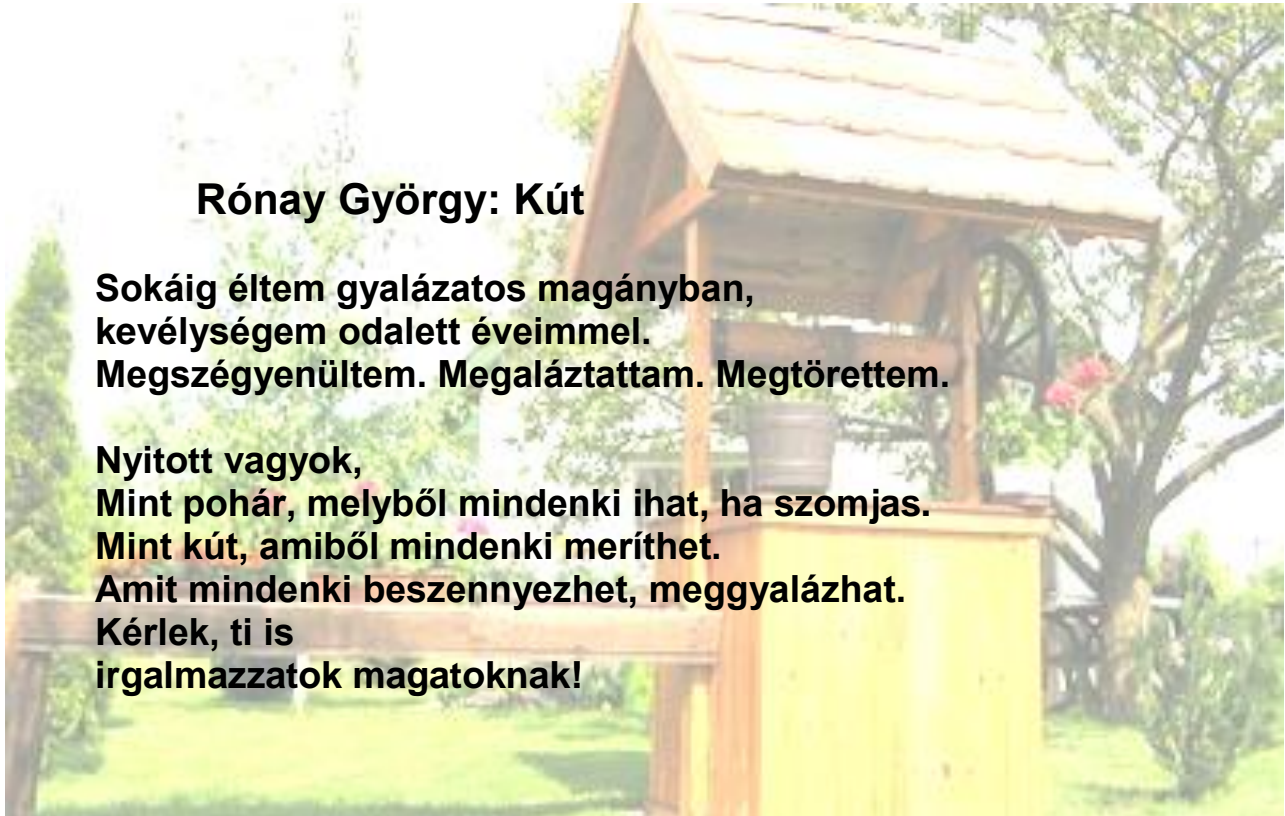 Rónay György: Kút
Sokáig éltem gyalázatos magányban,
kevélységem odalett éveimmel.
Megszégyenültem. Megaláztattam. Megtörettem.
Nyitott vagyok,
Mint pohár, melyből mindenki ihat, ha szomjas.
Mint kút, amiből mindenki meríthet.
Amit mindenki beszennyezhet, meggyalázhat.
Kérlek, ti is
irgalmazzatok magatoknak!